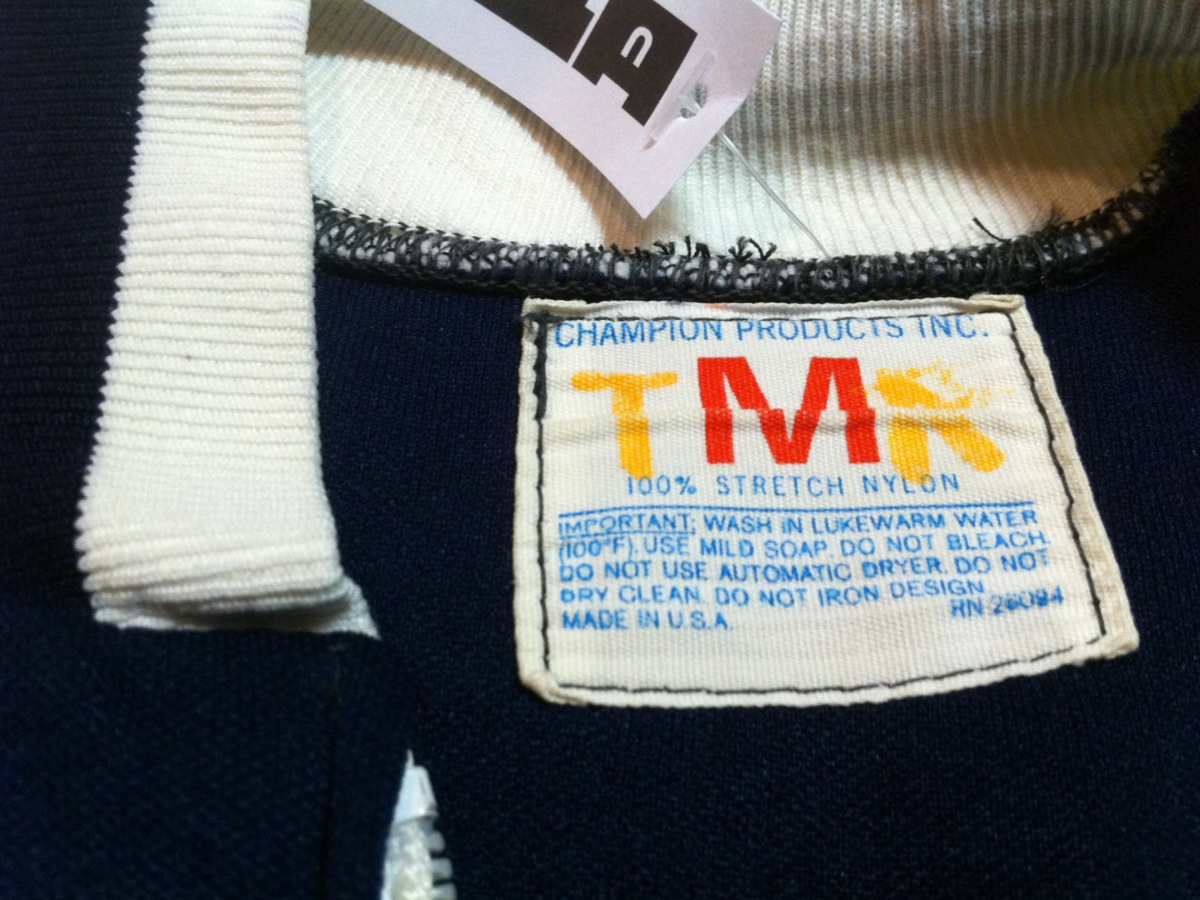 CHAMPION PRODUCTS INC.
TMR
100% STRETCH NYLON
IMPORTANT: WASH IN LUKEWARM WATER
(100°F). USE MILD SOAP. DO NOT BLEACH.
DO NOT USE AUTOMATIC DRYER. DO NOT
DRY CLEAN. DO NOT IRON DESIGN.
RN 26094
MADE IN U.S.A.